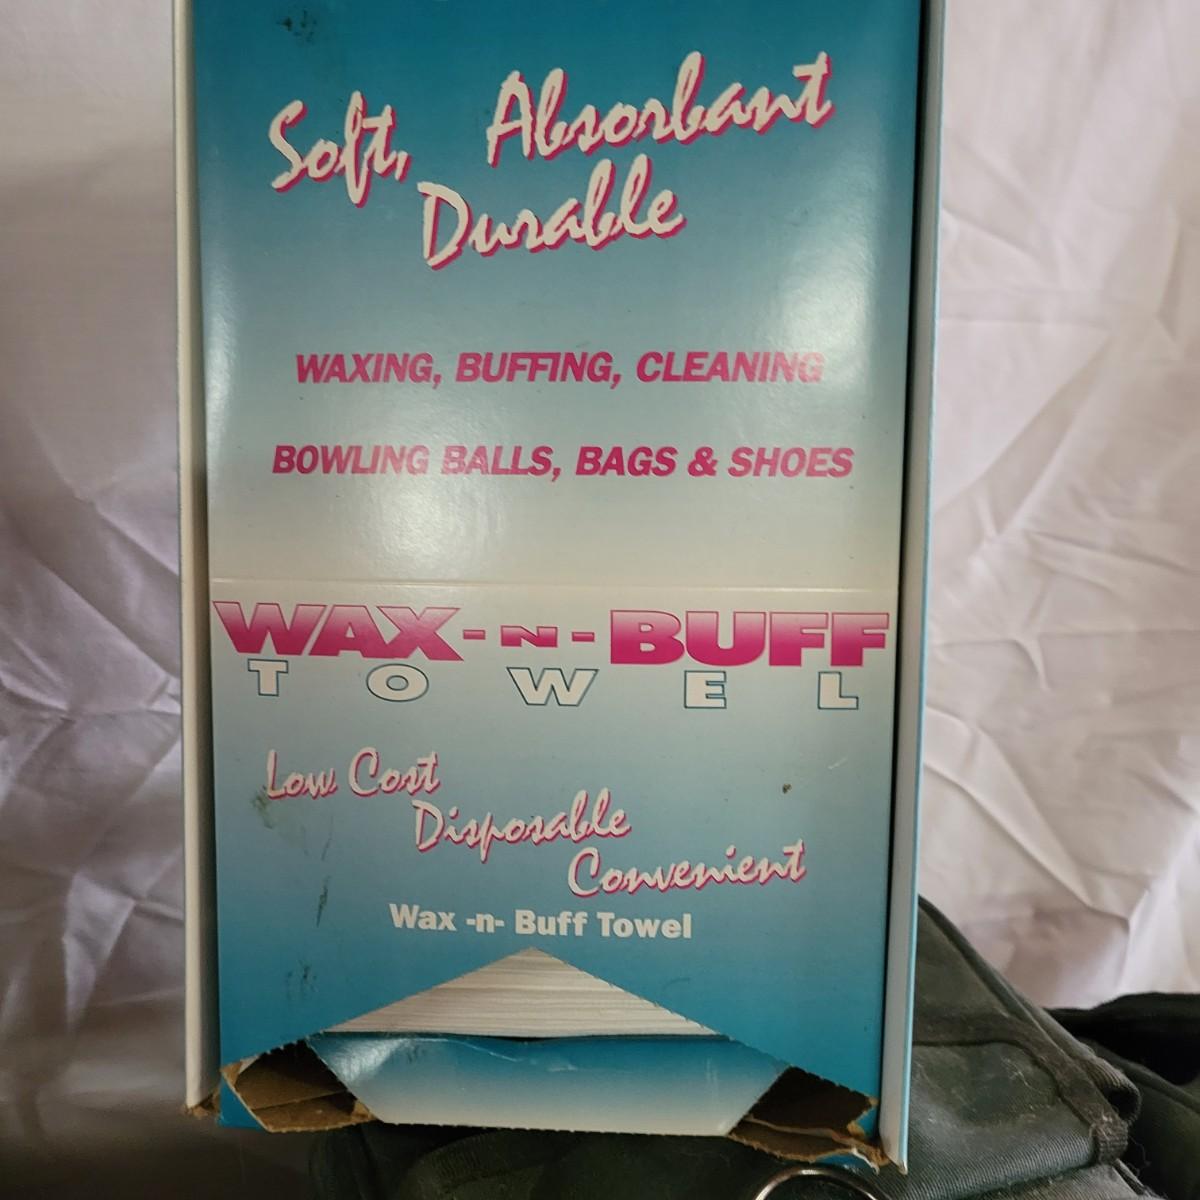 Soft, Absorbant
Durable
WAXING, BUFFING, CLEANING
BOWLING BALLS, BAGS & SHOES
WAX-N-BUFF
TOWEL
Low Cost
Disposable
Convenient
Wax -n- Buff Towel